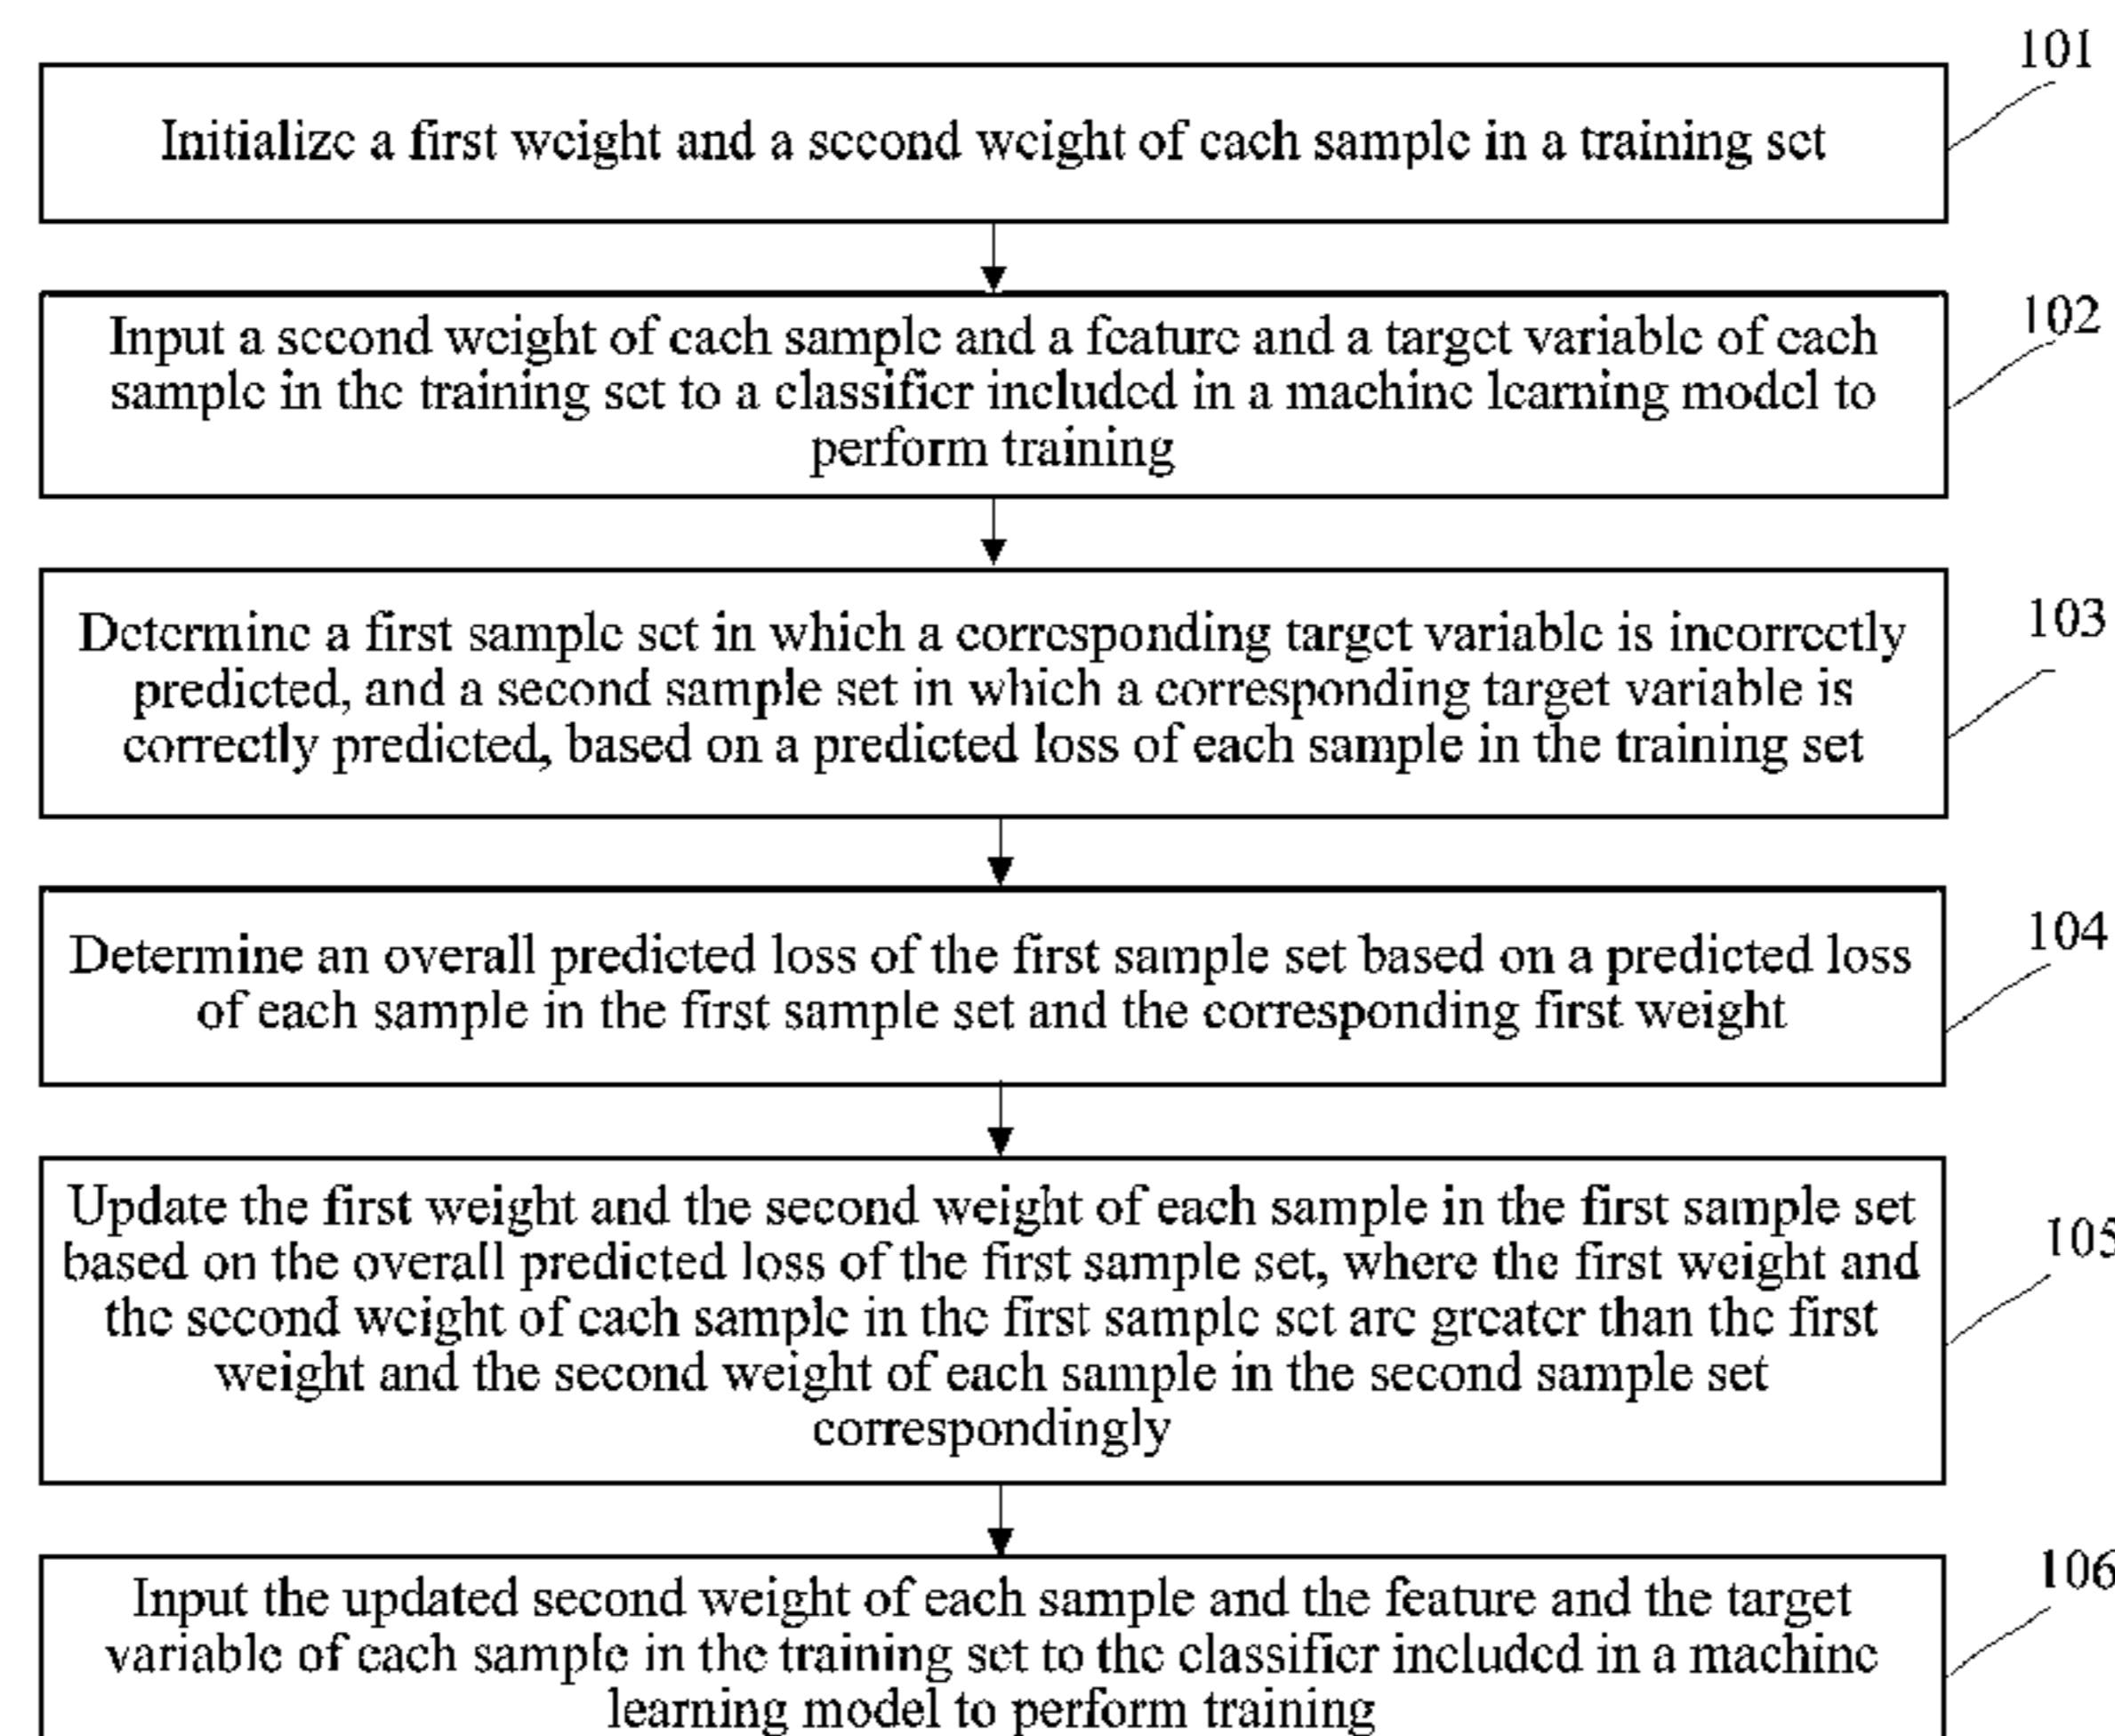 101
Initialize a first weight and a second weight of each sample in a training set
102
Input a second weight of each sample and a feature and a target variable of each
sample in the training set to a classifier included in a machine learning model to
perform training
103
Determine a first sample set in which a corresponding target variable is incorrectly
predicted, and a second sample set in which a corresponding target variable is
correctly predicted, based on a predicted loss of each sample in the training set
104
Determine an overall predicted loss of the first sample set based on a predicted loss
of each sample in the first sample set and the corresponding first weight
105
Update the first weight and the second weight of each sample in the first sample set
based on the overall predicted loss of the first sample set, where the first weight and
the second weight of each sample in the first sample set are greater than the first
weight and the second weight of each sample in the second sample set
correspondingly
106
Input the updated second weight of each sample and the feature and the target
variable of each sample in the training set to the classifier included in a machine
learning model to perform training